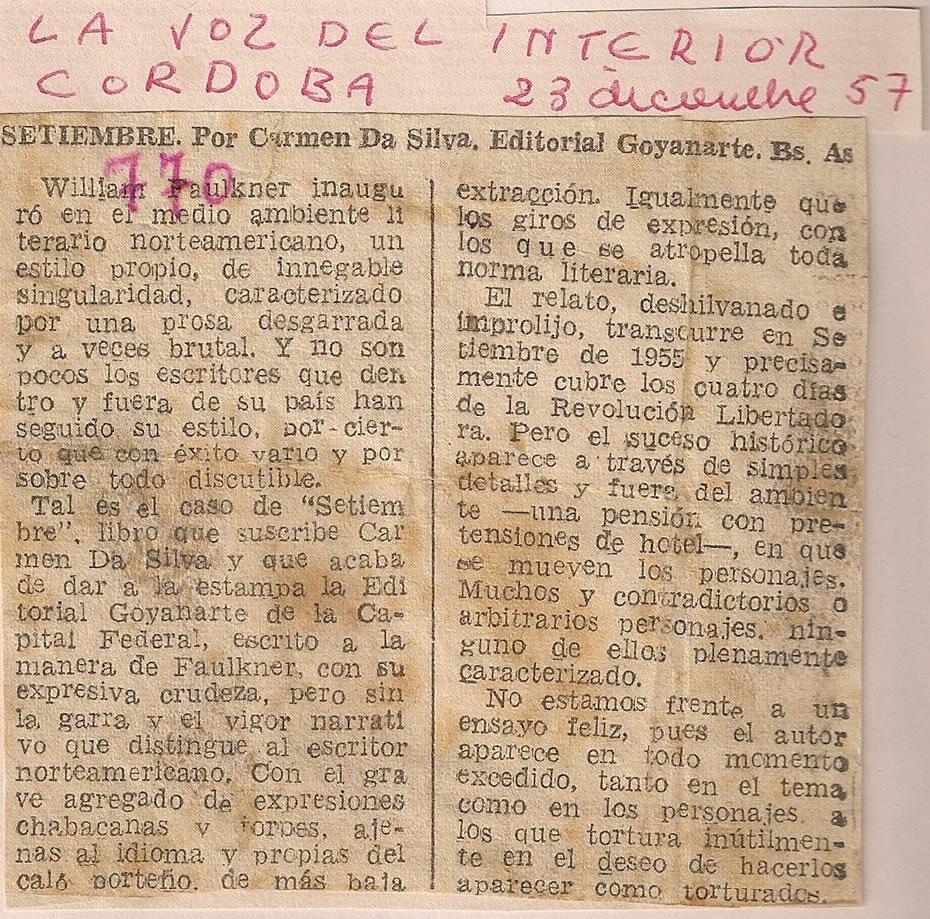 LA VOZ DEL INTERIOR
CORDOBA 23 diciembre 57
SETIEMBRE. Por Carmen Da Silva. Editorial Goyanarte. Bs. As
770
William Faulkner inaugu
ró en el medio ambiente li
terario norteamericano, un
estilo propio, de innegable
singularidad, caracterizado
por una prosa desgarrada
y a veces brutal. Y no son
pocos los escritores que den
tro y fuera de su país han
seguido su estilo, por cier-
to que con éxito vario y por
sobre todo discutible.
Tal es el caso de "Setiem
bre", libro que suscribe Car
men Da Silva y que acaba
de dar a la estampa la Edi
torial Goyanarte de la Ca-
pital Federal, escrito a la
manera de Faulkner, con su
expresiva crudeza, pero sin
la garra y el vigor narrati
vo que distingue al escritor
norteamericano. Con el gra
ve agregado de expresiones
chabacanas y torpes, aje-
nas al idioma y propias del
caló porteño, de más baja
extracción. Igualmente que
los giros de expresión, con
los que se atropella toda
norma literaria.
El relato, deshilvanado e
improlijo, transcurre en Se
tiembre de 1955 y precisa-
mente cubre los cuatro días
de la Revolución Libertado
ra. Pero el suceso histórico
aparece a través de simples
detalles y fuera del ambien
te —una pensión con pre-
tensiones de hotel—, en que
se mueven los personajes.
Muchos y contradictorios o
arbitrarios personajes, nin-
guno de ellos plenamente
caracterizado.
No estamos frente a un
ensayo feliz, pues el autor
aparece en todo momento
excedido, tanto en el tema
como en los personajes a
los que tortura inútilmen-
te en el deseo de hacerlos
aparecer como torturados.